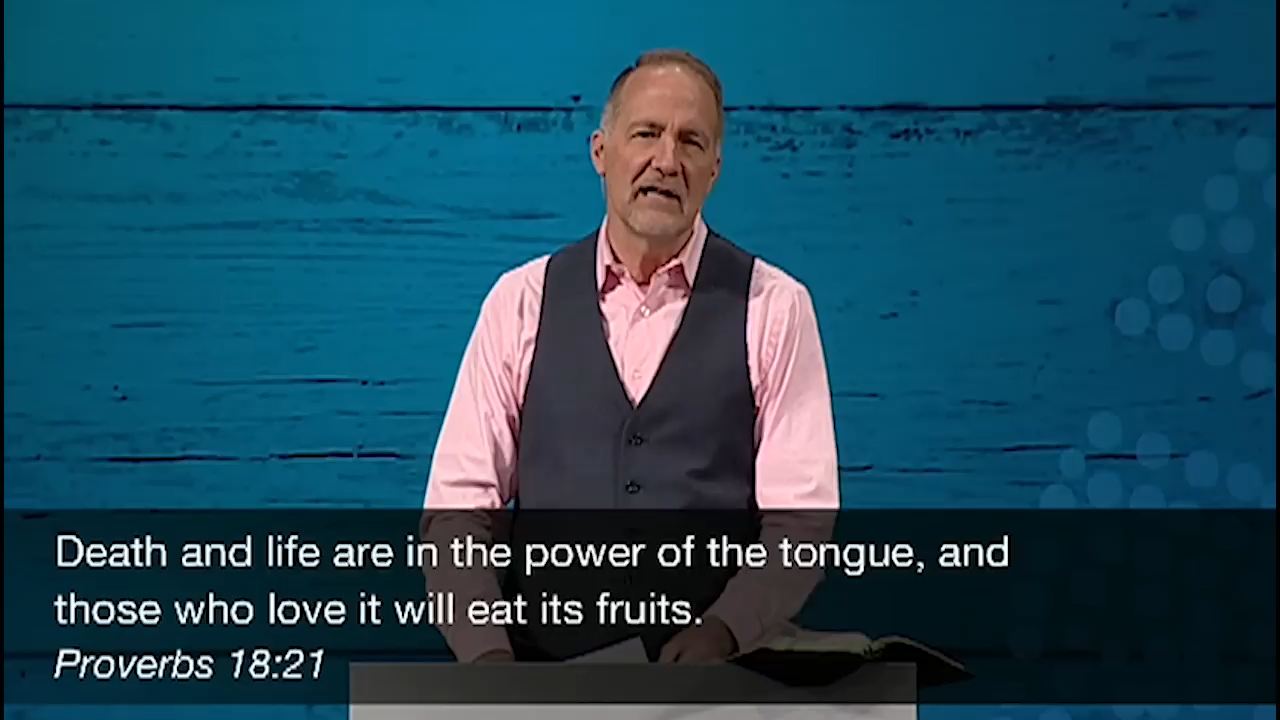 Death and life are in the power of the tongue, and
those who love it will eat its fruits.
Proverbs 18:21